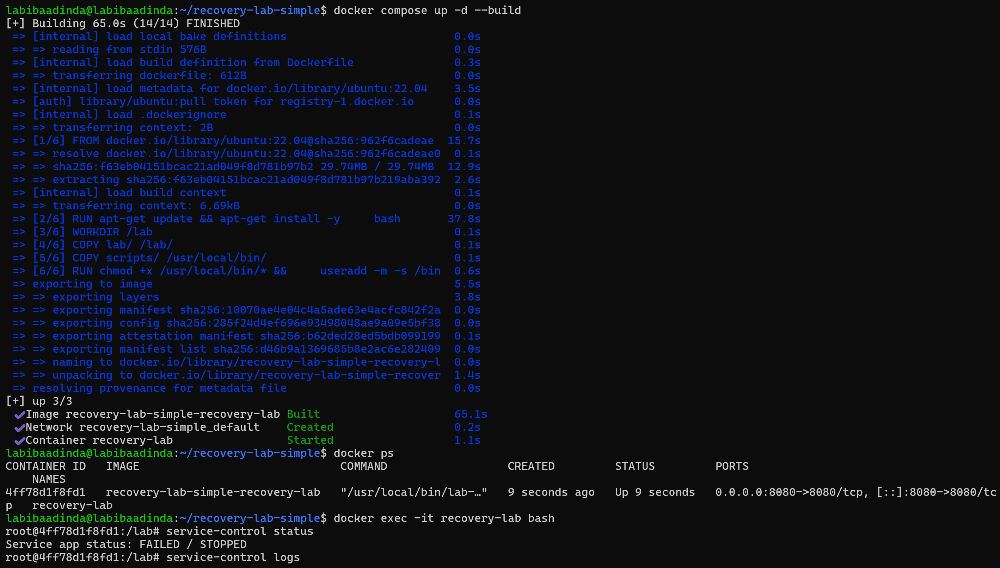 labibaadinda@labibaadinda:~/recovery-lab-simple$ docker compose up -d --build
[+] Building 65.0s (14/14) FINISHED
=> [internal] load local bake definitions 0.0s
=> => reading from stdin 576B 0.0s
=> [internal] load build definition from Dockerfile 0.3s
=> => transferring dockerfile: 612B 0.0s
=> [internal] load metadata for docker.io/library/ubuntu:22.04 3.5s
=> [auth] library/ubuntu:pull token for registry-1.docker.io 0.0s
=> [internal] load .dockerignore 0.1s
=> => transferring context: 2B 0.0s
=> [1/6] FROM docker.io/library/ubuntu:22.04@sha256:962f6cadeae 15.7s
=> => resolve docker.io/library/ubuntu:22.04@sha256:962f6cadeae0 0.1s
=> => sha256:f63eb04151bcac21ad049f8d781b97b2 29.74MB / 29.74MB 12.9s
=> => extracting sha256:f63eb04151bcac21ad049f8d781b97b219aba392 2.6s
=> [internal] load build context 0.1s
=> => transferring context: 6.69kB 0.0s
=> [2/6] RUN apt-get update && apt-get install -y     bash 37.8s
=> [3/6] WORKDIR /lab 0.1s
=> [4/6] COPY lab/ /lab/ 0.1s
=> [5/6] COPY scripts/ /usr/local/bin/ 0.1s
=> [6/6] RUN chmod +x /usr/local/bin/* &&     useradd -m -s /bin 0.6s
=> exporting to image 5.5s
=> => exporting layers 3.8s
=> => exporting manifest sha256:10070ae4e04c4a5ade63e4acfc842f2a 0.0s
=> => exporting config sha256:285f24d4ef696e93498048ae9a09e5bf38 0.0s
=> => exporting attestation manifest sha256:b62ded28ed5bdb099199 0.1s
=> => exporting manifest list sha256:d46b9a1369685b8e2ac6e282409 0.0s
=> => naming to docker.io/library/recovery-lab-simple-recovery-l 0.0s
=> => unpacking to docker.io/library/recovery-lab-simple-recover 1.4s
=> resolving provenance for metadata file 0.0s
[+] up 3/3
✔Image recovery-lab-simple-recovery-lab Built 65.1s
✔Network recovery-lab-simple_default Created 0.2s
✔Container recovery-lab Started 1.1s
labibaadinda@labibaadinda:~/recovery-lab-simple$ docker ps
CONTAINER ID   IMAGE   COMMAND   CREATED   STATUS   PORTS
NAMES
4ff78d1f8fd1   recovery-lab-simple-recovery-lab   "/usr/local/bin/lab-…"   9 seconds ago   Up 9 seconds   0.0.0.0:8080->8080/tcp, [::]:8080->8080/tc
p   recovery-lab
labibaadinda@labibaadinda:~/recovery-lab-simple$ docker exec -it recovery-lab bash
root@4ff78d1f8fd1:/lab# service-control status
Service app status: FAILED / STOPPED
root@4ff78d1f8fd1:/lab# service-control logs